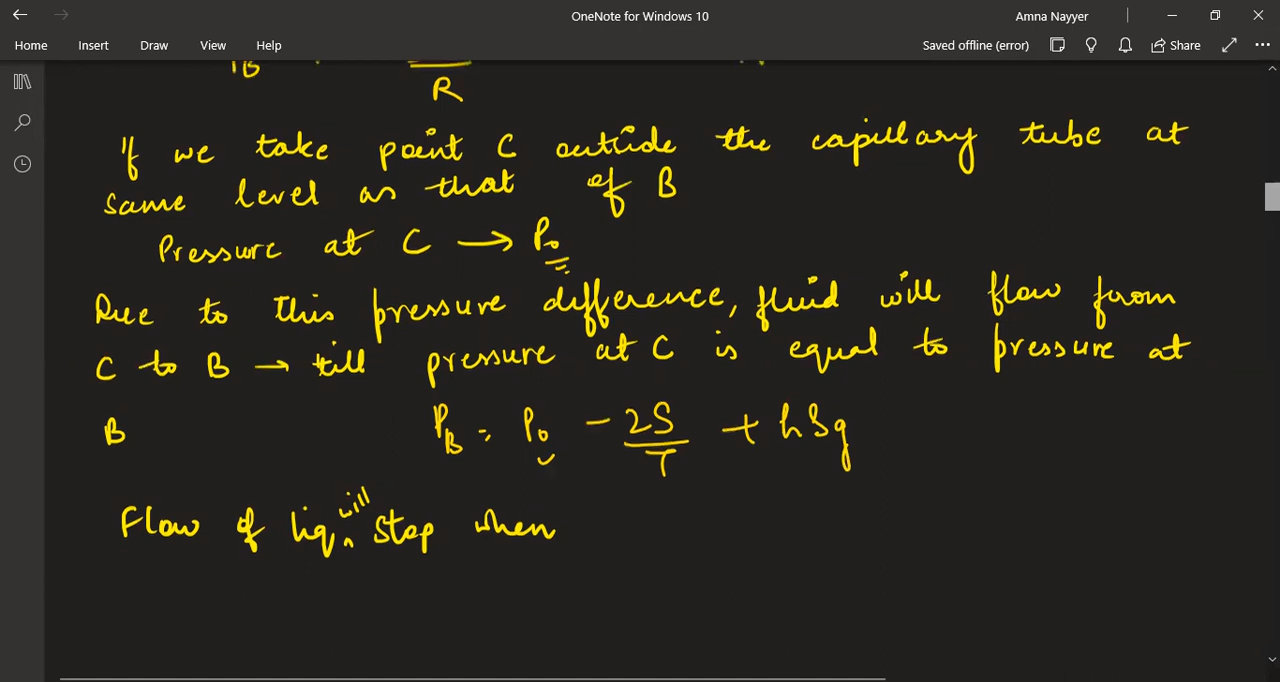 OneNote for Windows 10
Amna Nayyer
Home Insert Draw View Help
Saved offline (error) Share
R
If we take point C outside the capillary tube at
same level as that of B
Pressure at C → P₀
Due to this pressure difference, fluid will flow from
C to B → till pressure at C is equal to pressure at
B
P_B = P₀ - 2S/T + hSg
Flow of liq. will stop when